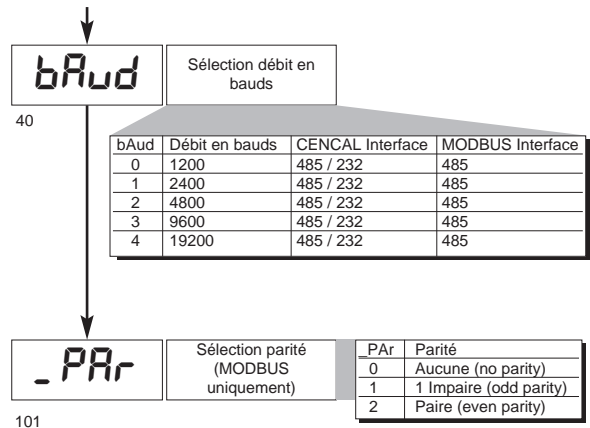 bAud
Sélection débit en
bauds
40
bAud Débit en bauds CENCAL Interface MODBUS Interface
0 1200 485 / 232 485
1 2400 485 / 232 485
2 4800 485 / 232 485
3 9600 485 / 232 485
4 19200 485 / 232 485
_PAr
Sélection parité
(MODBUS
uniquement)
_PAr Parité
0 Aucune (no parity)
1 1 Impaire (odd parity)
2 Paire (even parity)
101